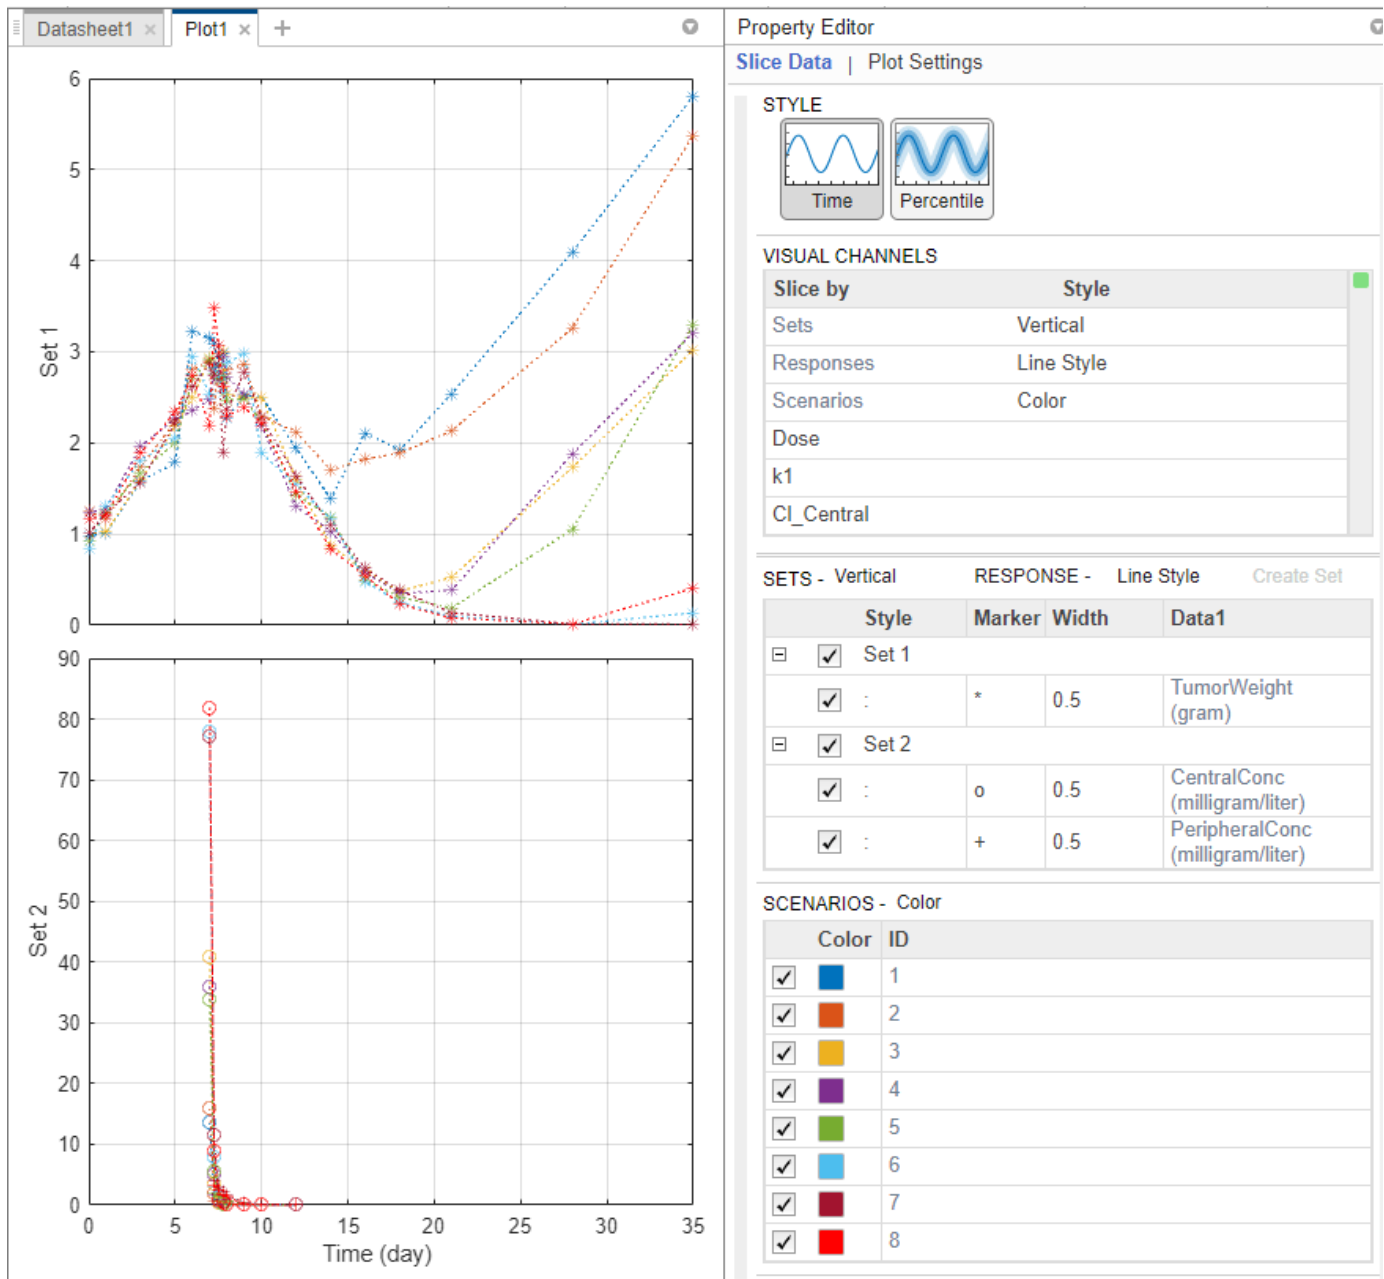 Datasheet1 ×
Plot1 × +
6
5
4
3
2
1
0
Set 1
90
80
70
60
50
40
30
20
10
0
Set 2
0 5 10 15 20 25 30 35
Time (day)
Property Editor
Slice Data | Plot Settings
STYLE
Time Percentile
VISUAL CHANNELS
Slice by Style
Sets Vertical
Responses Line Style
Scenarios Color
Dose
k1
Cl_Central
SETS - Vertical RESPONSE - Line Style Create Set
Style Marker Width Data1
Set 1
: * 0.5 TumorWeight
(gram)
Set 2
: o 0.5 CentralConc
(milligram/liter)
: + 0.5 PeripheralConc
(milligram/liter)
SCENARIOS - Color
Color ID
1
2
3
4
5
6
7
8